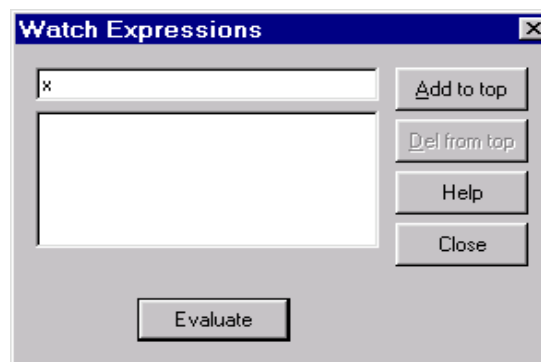 Watch Expressions
x
Add to top
Del from top
Help
Close
Evaluate